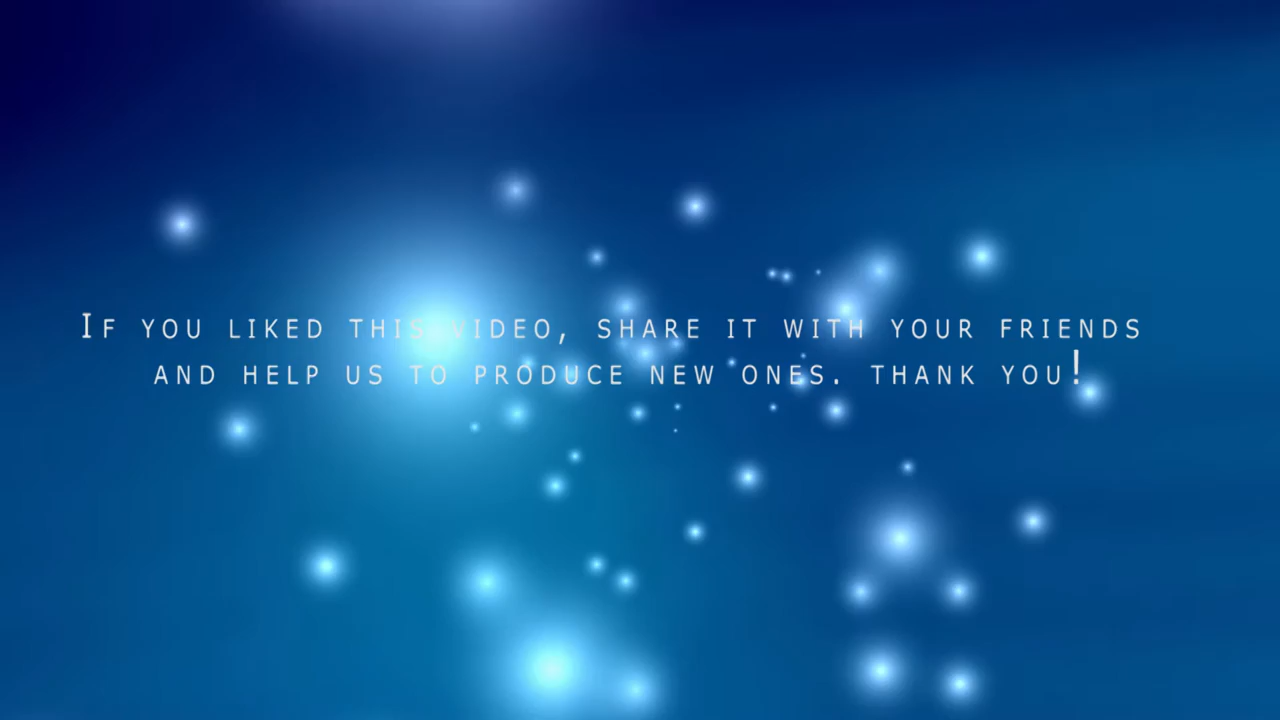 If you liked this video, share it with your friends
and help us to produce new ones. thank you!